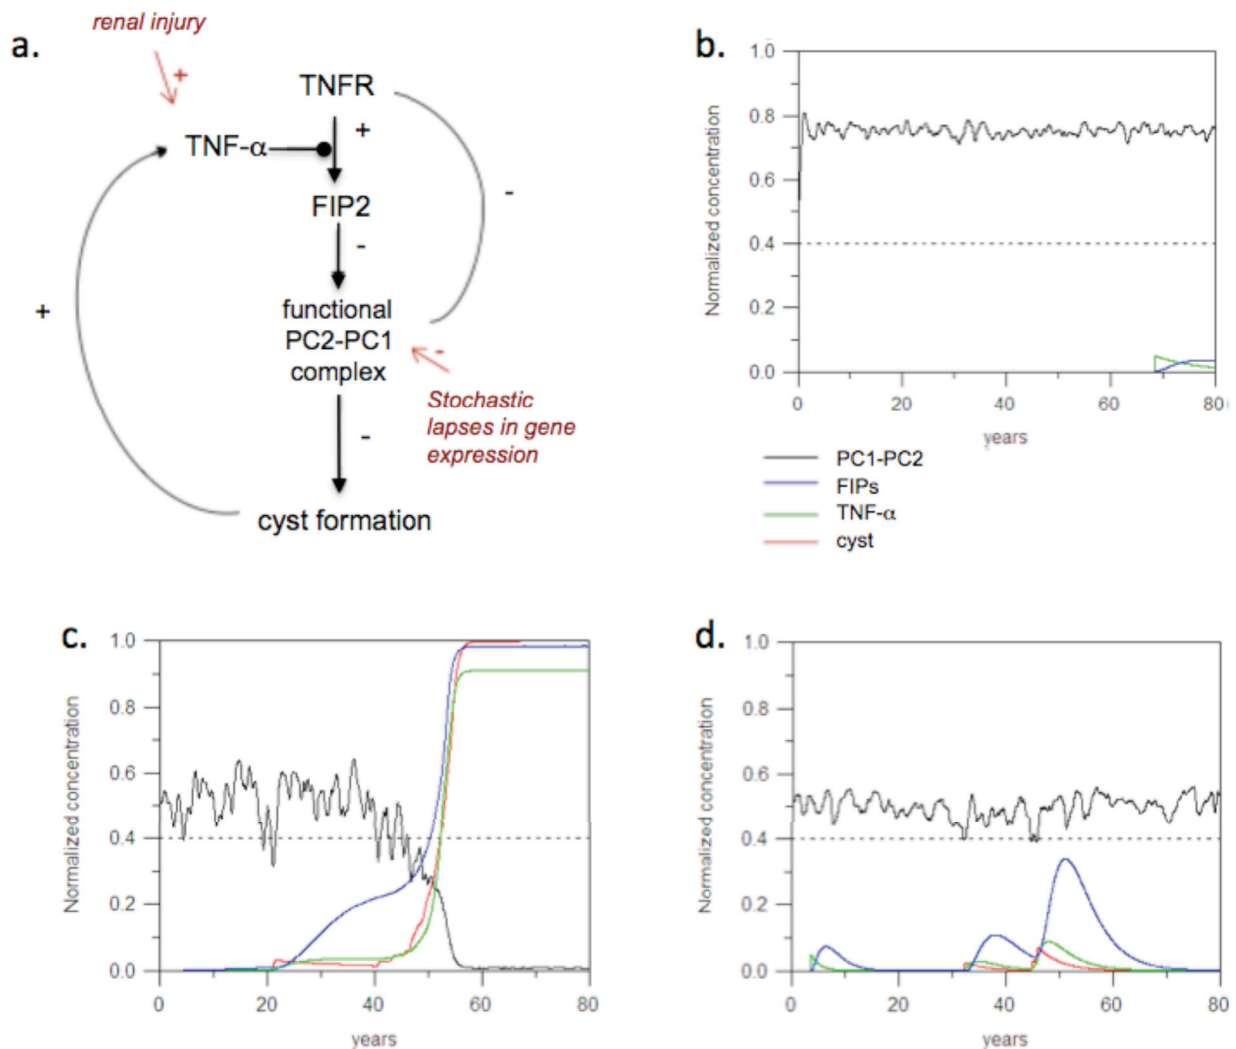 a.
renal injury
+
TNFR
+
TNF-α
-
FIP2
-
+
functional
PC2-PC1
complex
-
Stochastic
lapses in gene
expression
-
cyst formation
b.
Normalized concentration
1.0
0.8
0.6
0.4
0.2
0.0
0
20
40
60
80
years
PC1-PC2
FIPs
TNF-α
cyst
c.
Normalized concentration
1.0
0.8
0.6
0.4
0.2
0.0
0
20
40
60
80
years
d.
Normalized concentration
1.0
0.8
0.6
0.4
0.2
0.0
0
20
40
60
80
years